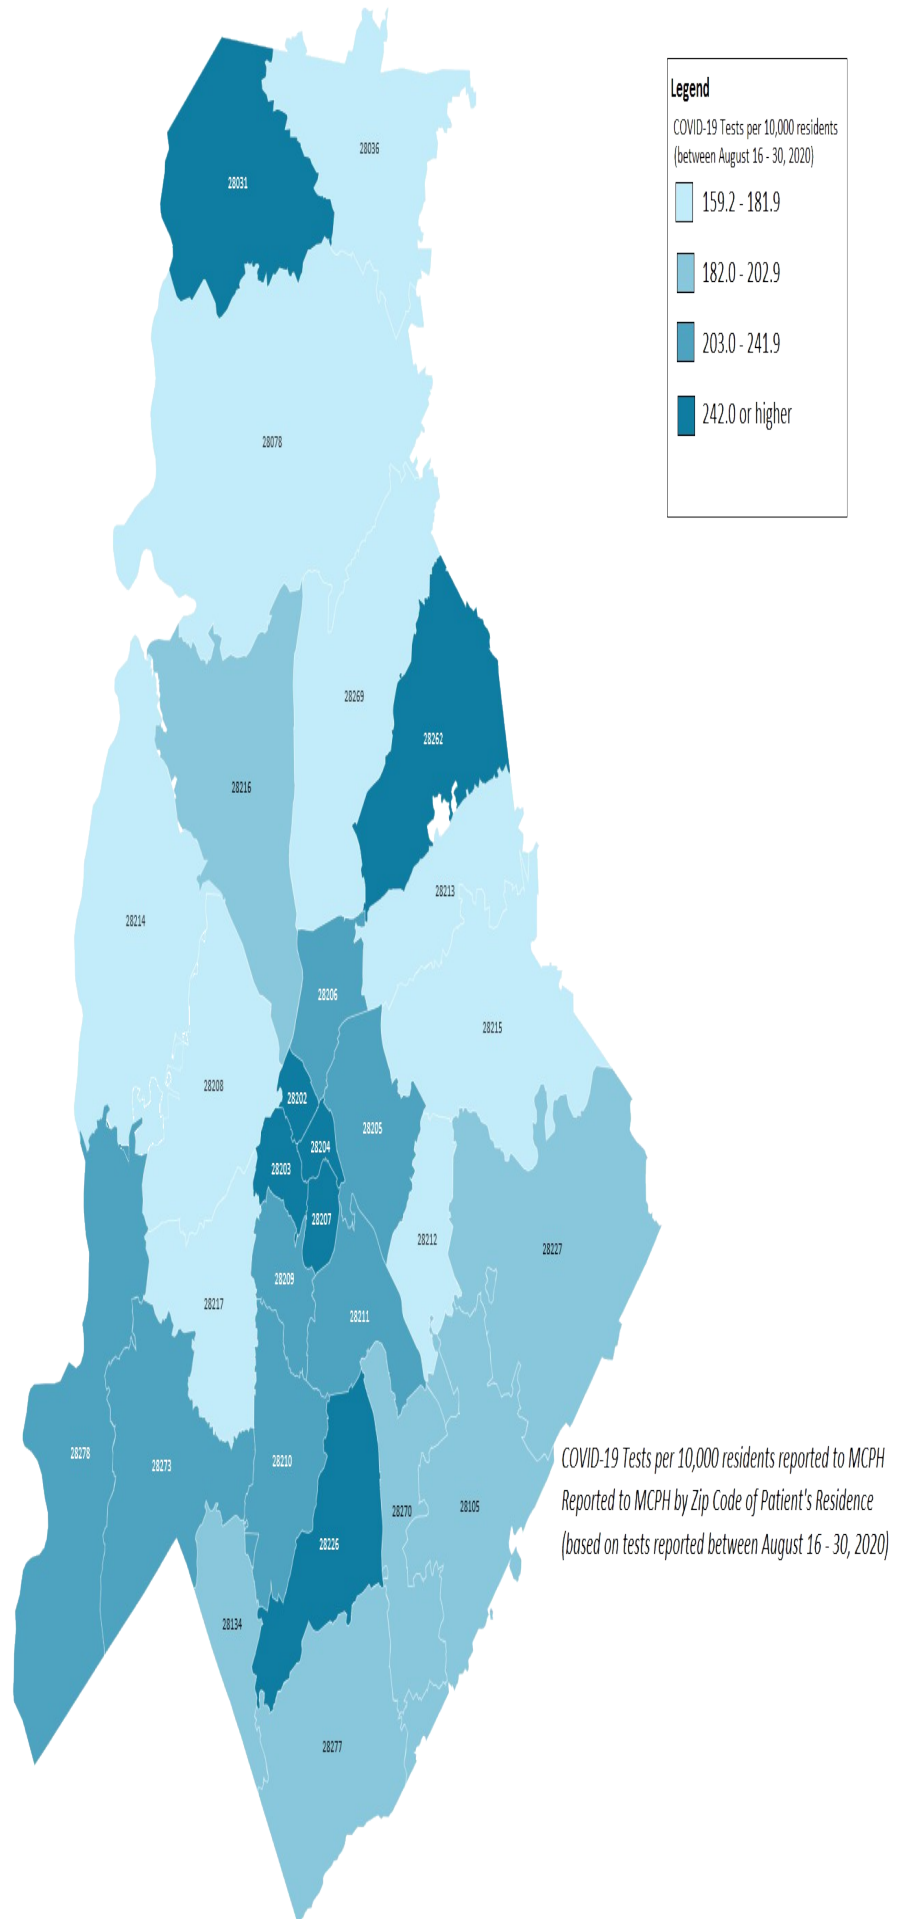 Legend
COVID-19 Tests per 10,000 residents
(between August 16 - 30, 2020)
159.2 - 181.9
182.0 - 202.9
203.0 - 241.9
242.0 or higher
28036
28031
28078
28269
28262
28216
28213
28214
28206
28215
28208
28202
28205
28204
28203
28207
28212
28227
28209
28217
28211
28278
28273
28210
28270
28105
28226
28134
28277
COVID-19 Tests per 10,000 residents reported to MCPH
Reported to MCPH by Zip Code of Patient's Residence
(based on tests reported between August 16 - 30, 2020)